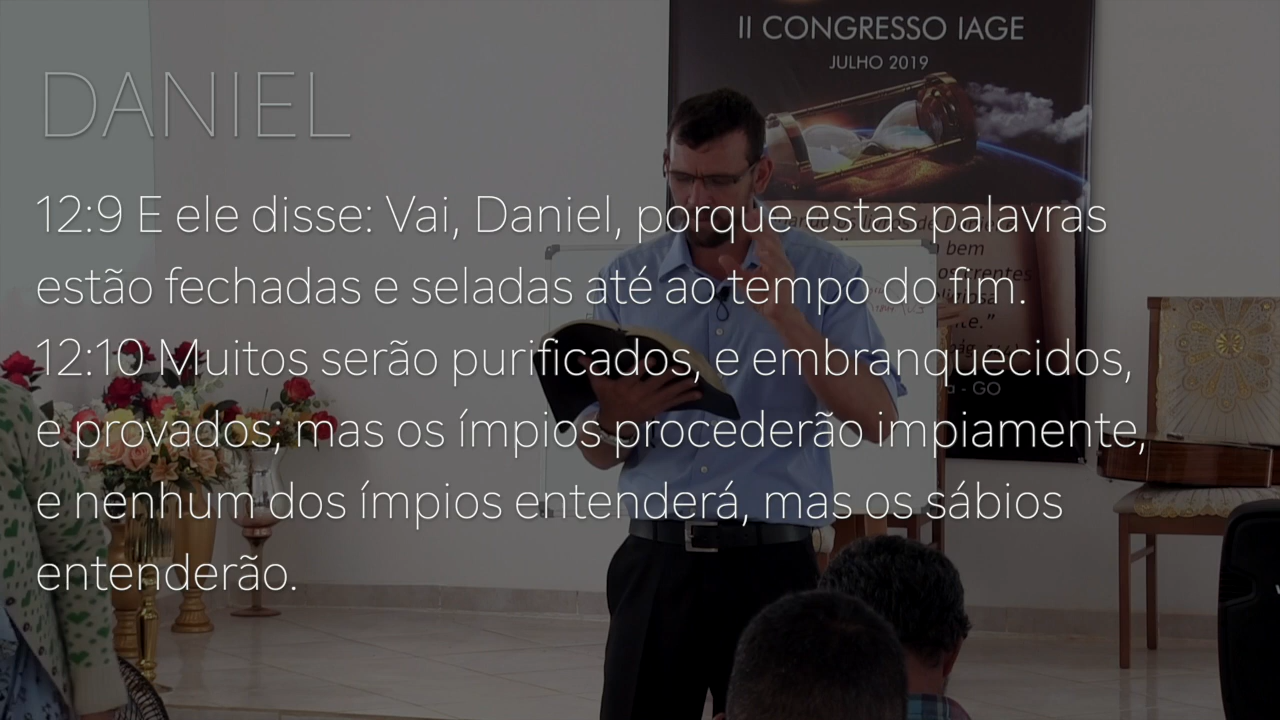 II CONGRESSO IAGE
JULHO 2019
DANIEL
12:9 E ele disse: Vai, Daniel, porque estas palavras
estão fechadas e seladas até ao tempo do fim.
12:10 Muitos serão purificados, e embranquecidos,
e provados; mas os ímpios procederão impiamente,
e nenhum dos ímpios entenderá, mas os sábios
entenderão.
bem
- GO